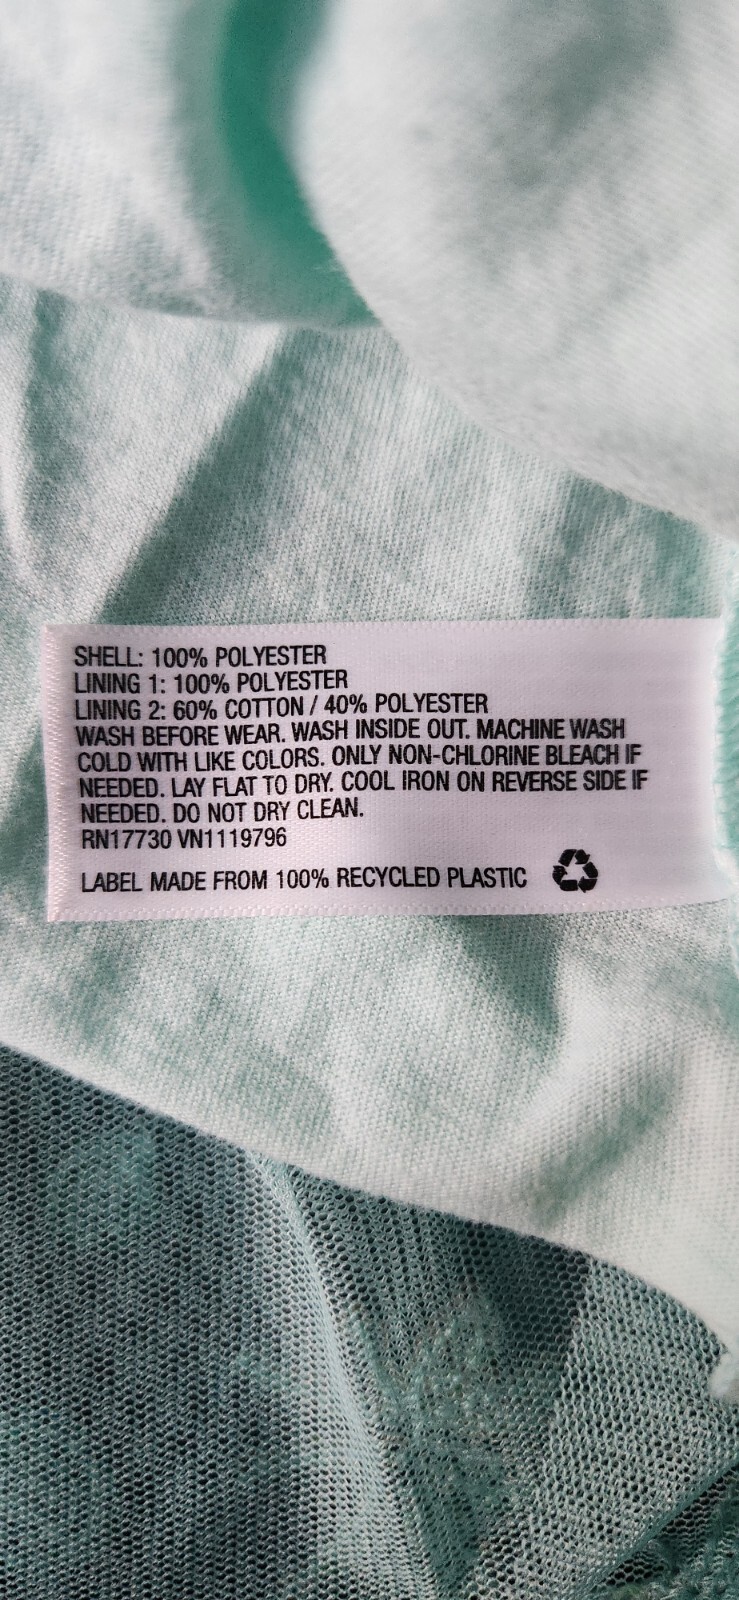 SHELL: 100% POLYESTER
LINING 1: 100% POLYESTER
LINING 2: 60% COTTON / 40% POLYESTER
WASH BEFORE WEAR. WASH INSIDE OUT. MACHINE WASH
COLD WITH LIKE COLORS. ONLY NON-CHLORINE BLEACH IF
NEEDED. LAY FLAT TO DRY. COOL IRON ON REVERSE SIDE IF
NEEDED. DO NOT DRY CLEAN.
RN17730 VN1119796
LABEL MADE FROM 100% RECYCLED PLASTIC